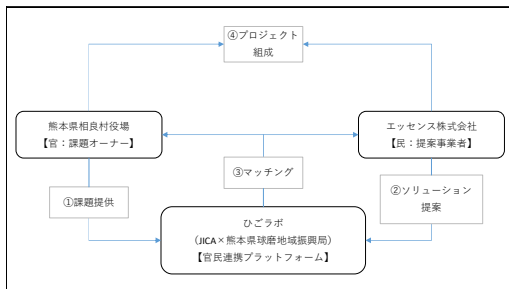 ④プロジェクト
組成
熊本県相良村役場
【官：課題オーナー】
エッセンス株式会社
【民：提案事業者】
③マッチング
①課題提供
②ソリューション
提案
ひごラボ
（JICA×熊本県球磨地域振興局）
【官民連携プラットフォーム】